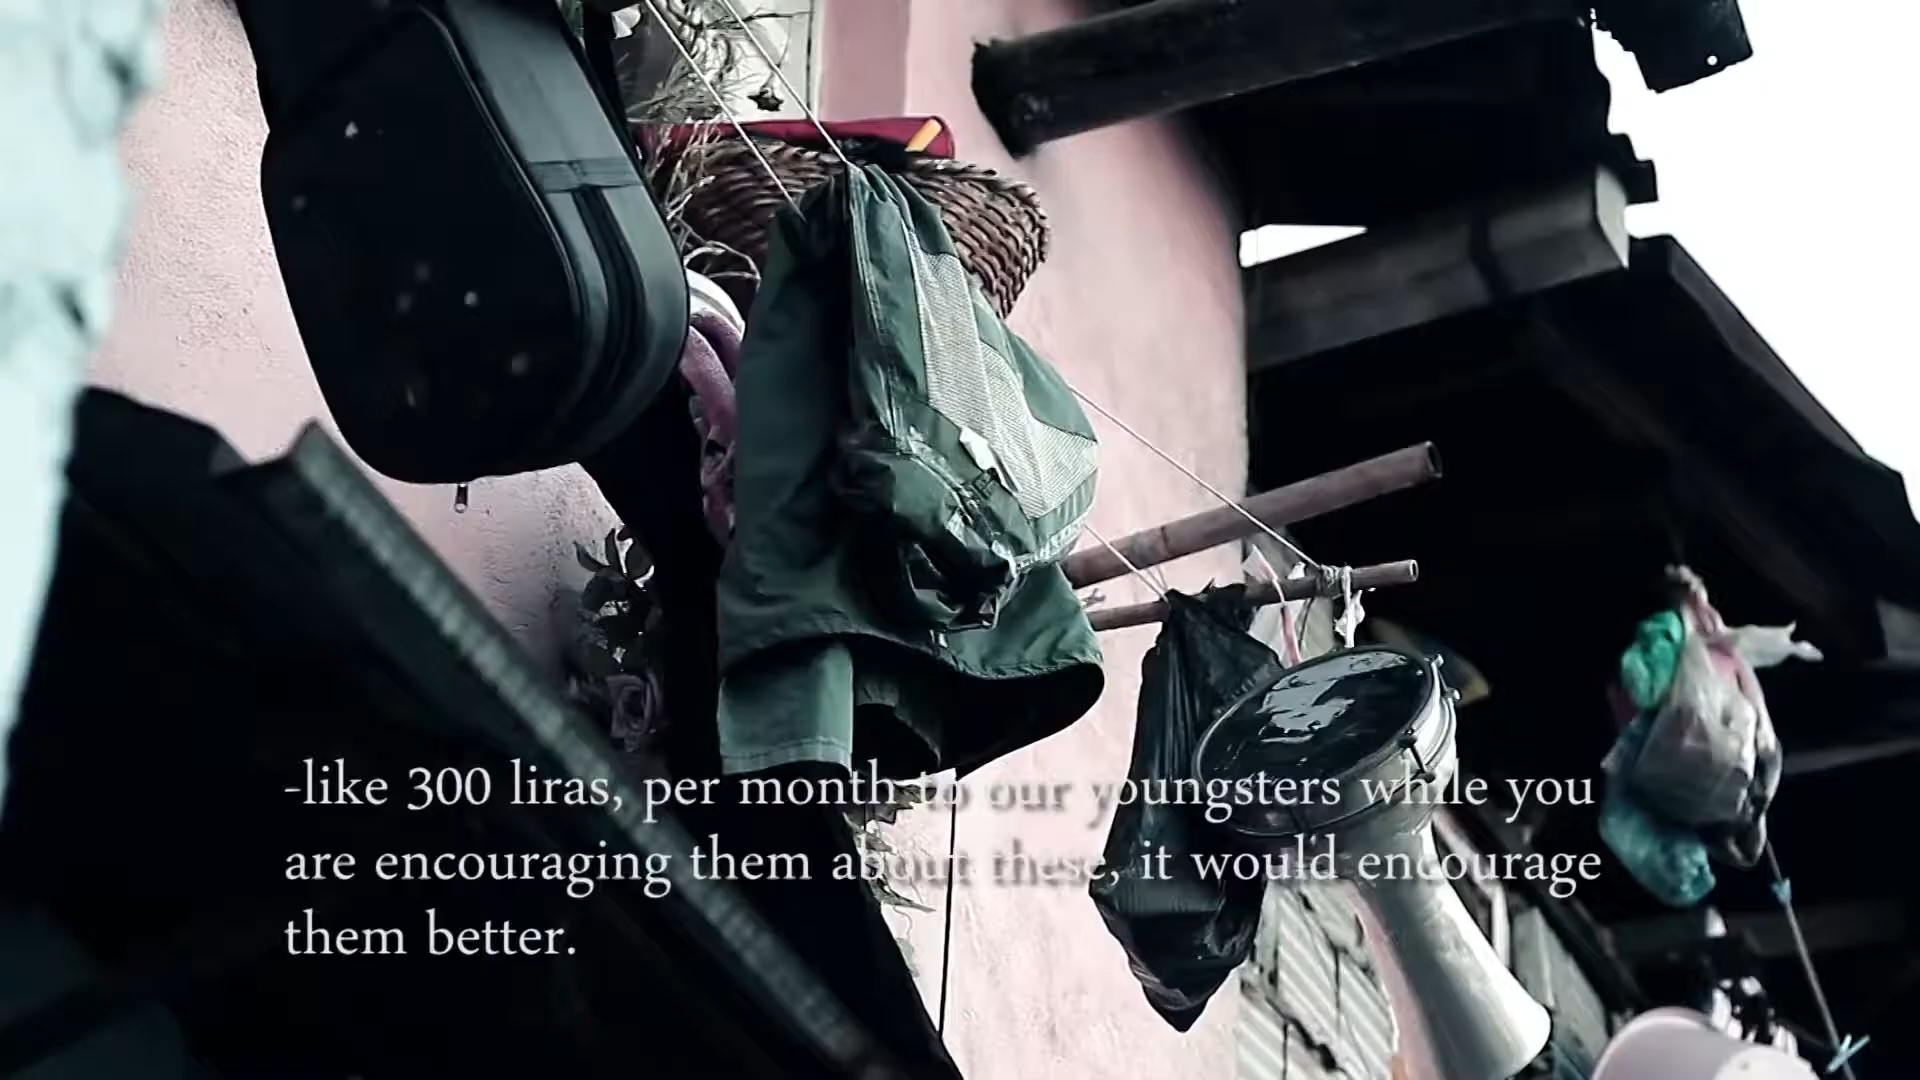 -like 300 liras, per month to our youngsters while you
are encouraging them about these, it would encourage
them better.